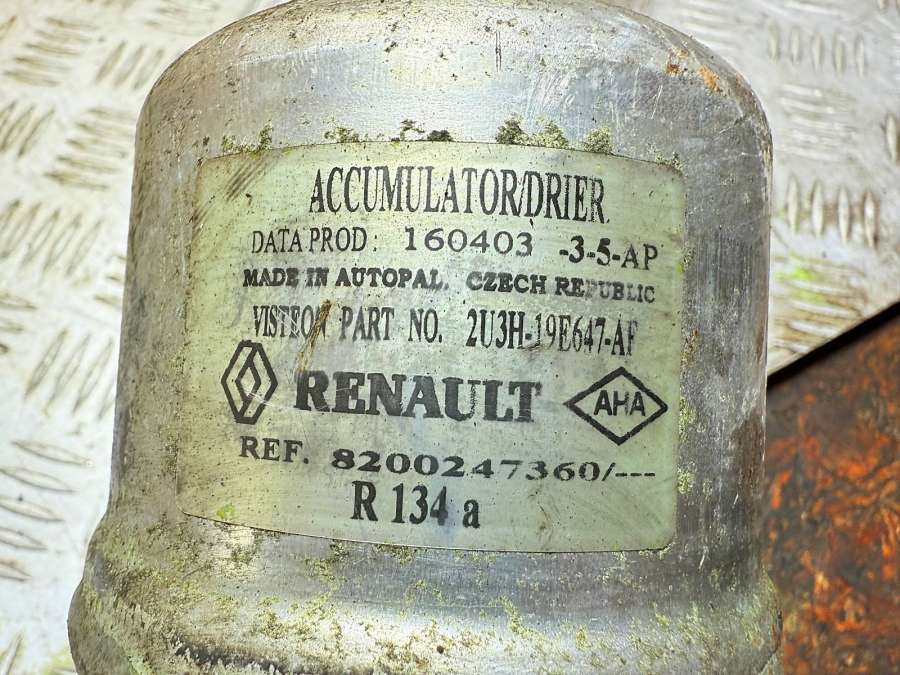 ACCUMULATOR/DRIER
DATA PROD: 160403 -3-5-AP
MADE IN AUTOPAL, CZECH REPUBLIC
VISTEON PART NO. 2U3H-19E647-AF
RENAULT AHA
REF. 8200247360/---
R 134 a